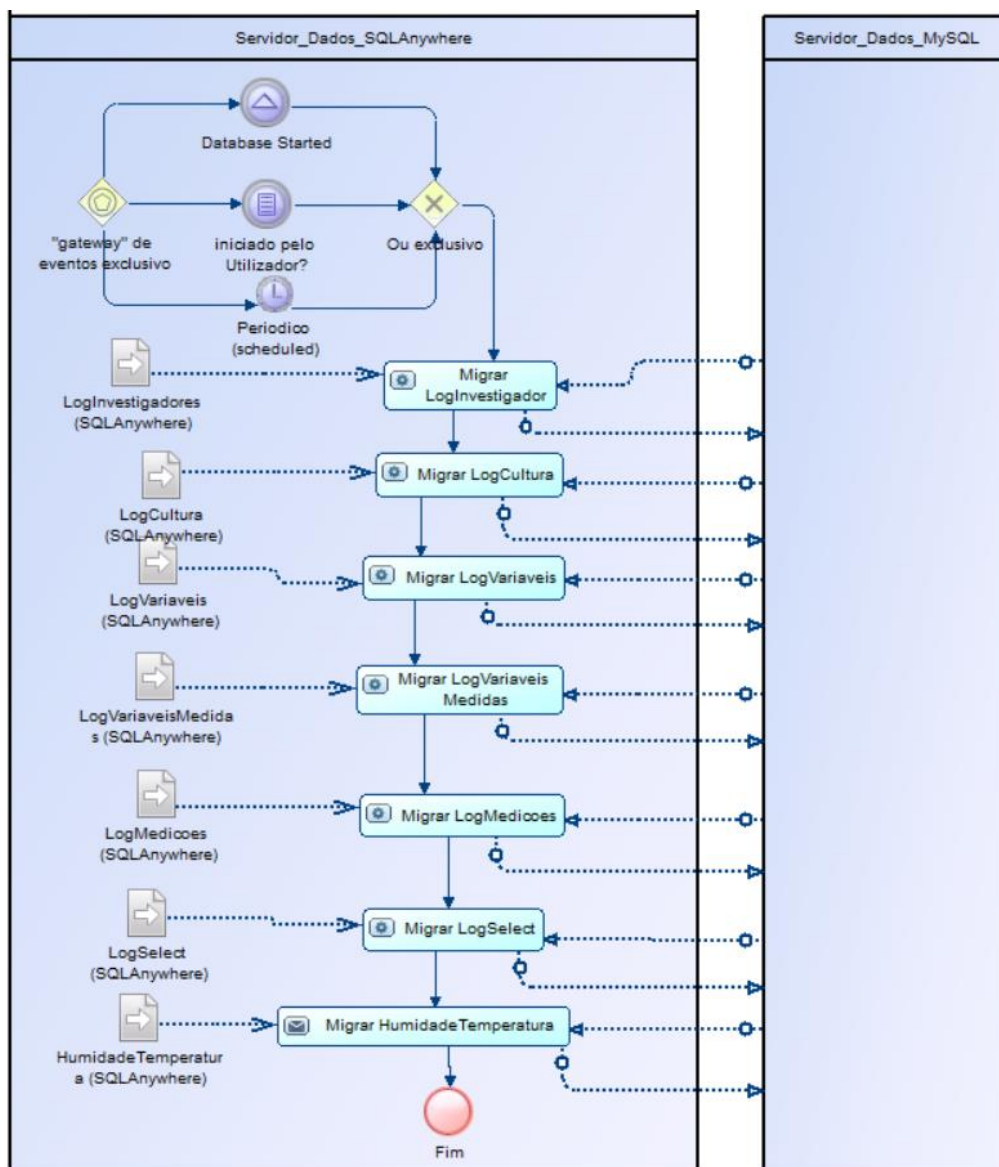 Servidor_Dados_SQLAnywhere
Servidor_Dados_MySQL
Database Started
"gateway" de
eventos exclusivo
iniciado pelo
Utilizador?
Ou exclusivo
Periodico
(scheduled)
LogInvestigadores
(SQLAnywhere)
Migrar
LogInvestigador
LogCultura
(SQLAnywhere)
Migrar LogCultura
LogVariaveis
(SQLAnywhere)
Migrar LogVariaveis
LogVariaveisMedida
s (SQLAnywhere)
Migrar LogVariaveis
Medidas
LogMedicoes
(SQLAnywhere)
Migrar LogMedicoes
LogSelect
(SQLAnywhere)
Migrar LogSelect
HumidadeTemperatur
a (SQLAnywhere)
Migrar HumidadeTemperatura
Fim